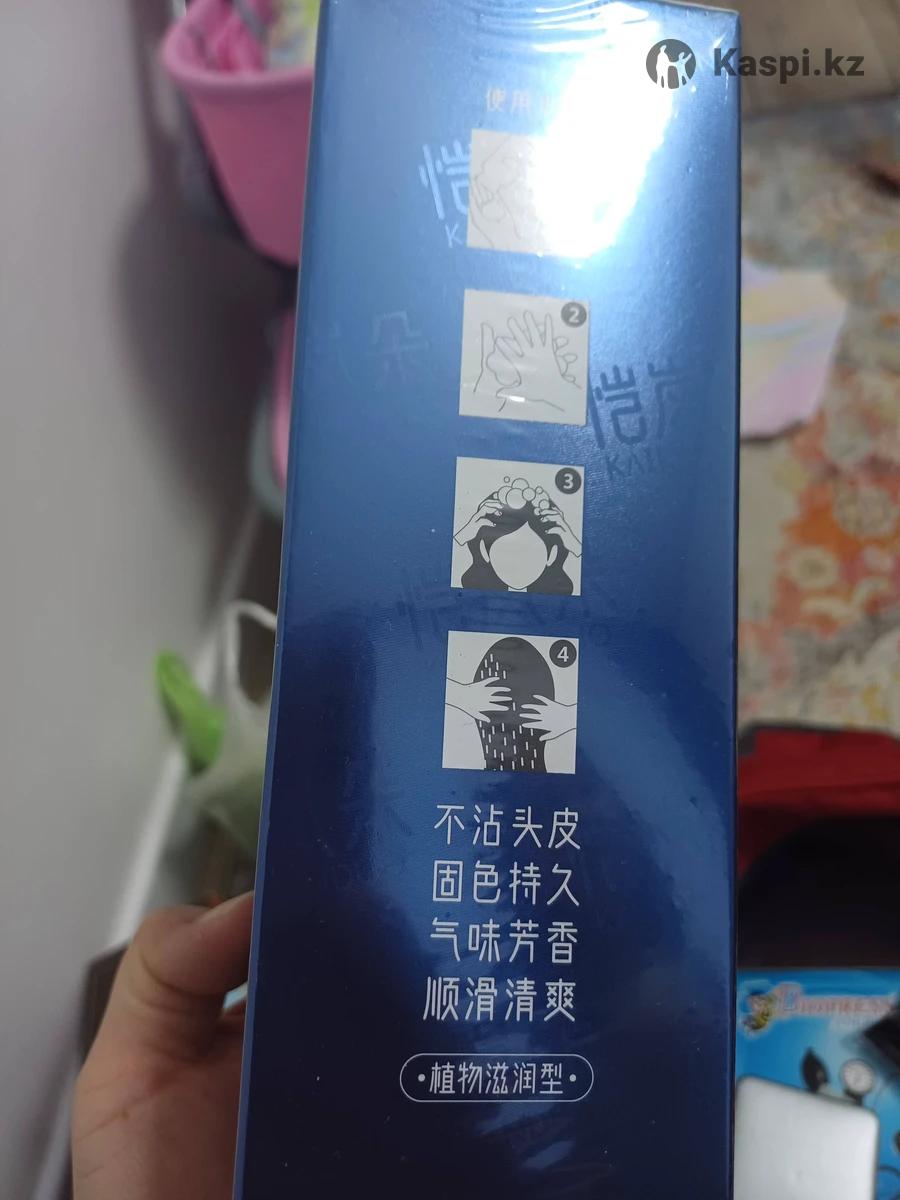 Kaspi.kz
使用
2
3
4
不沾头皮
固色持久
气味芳香
顺滑清爽
•植物滋润型•